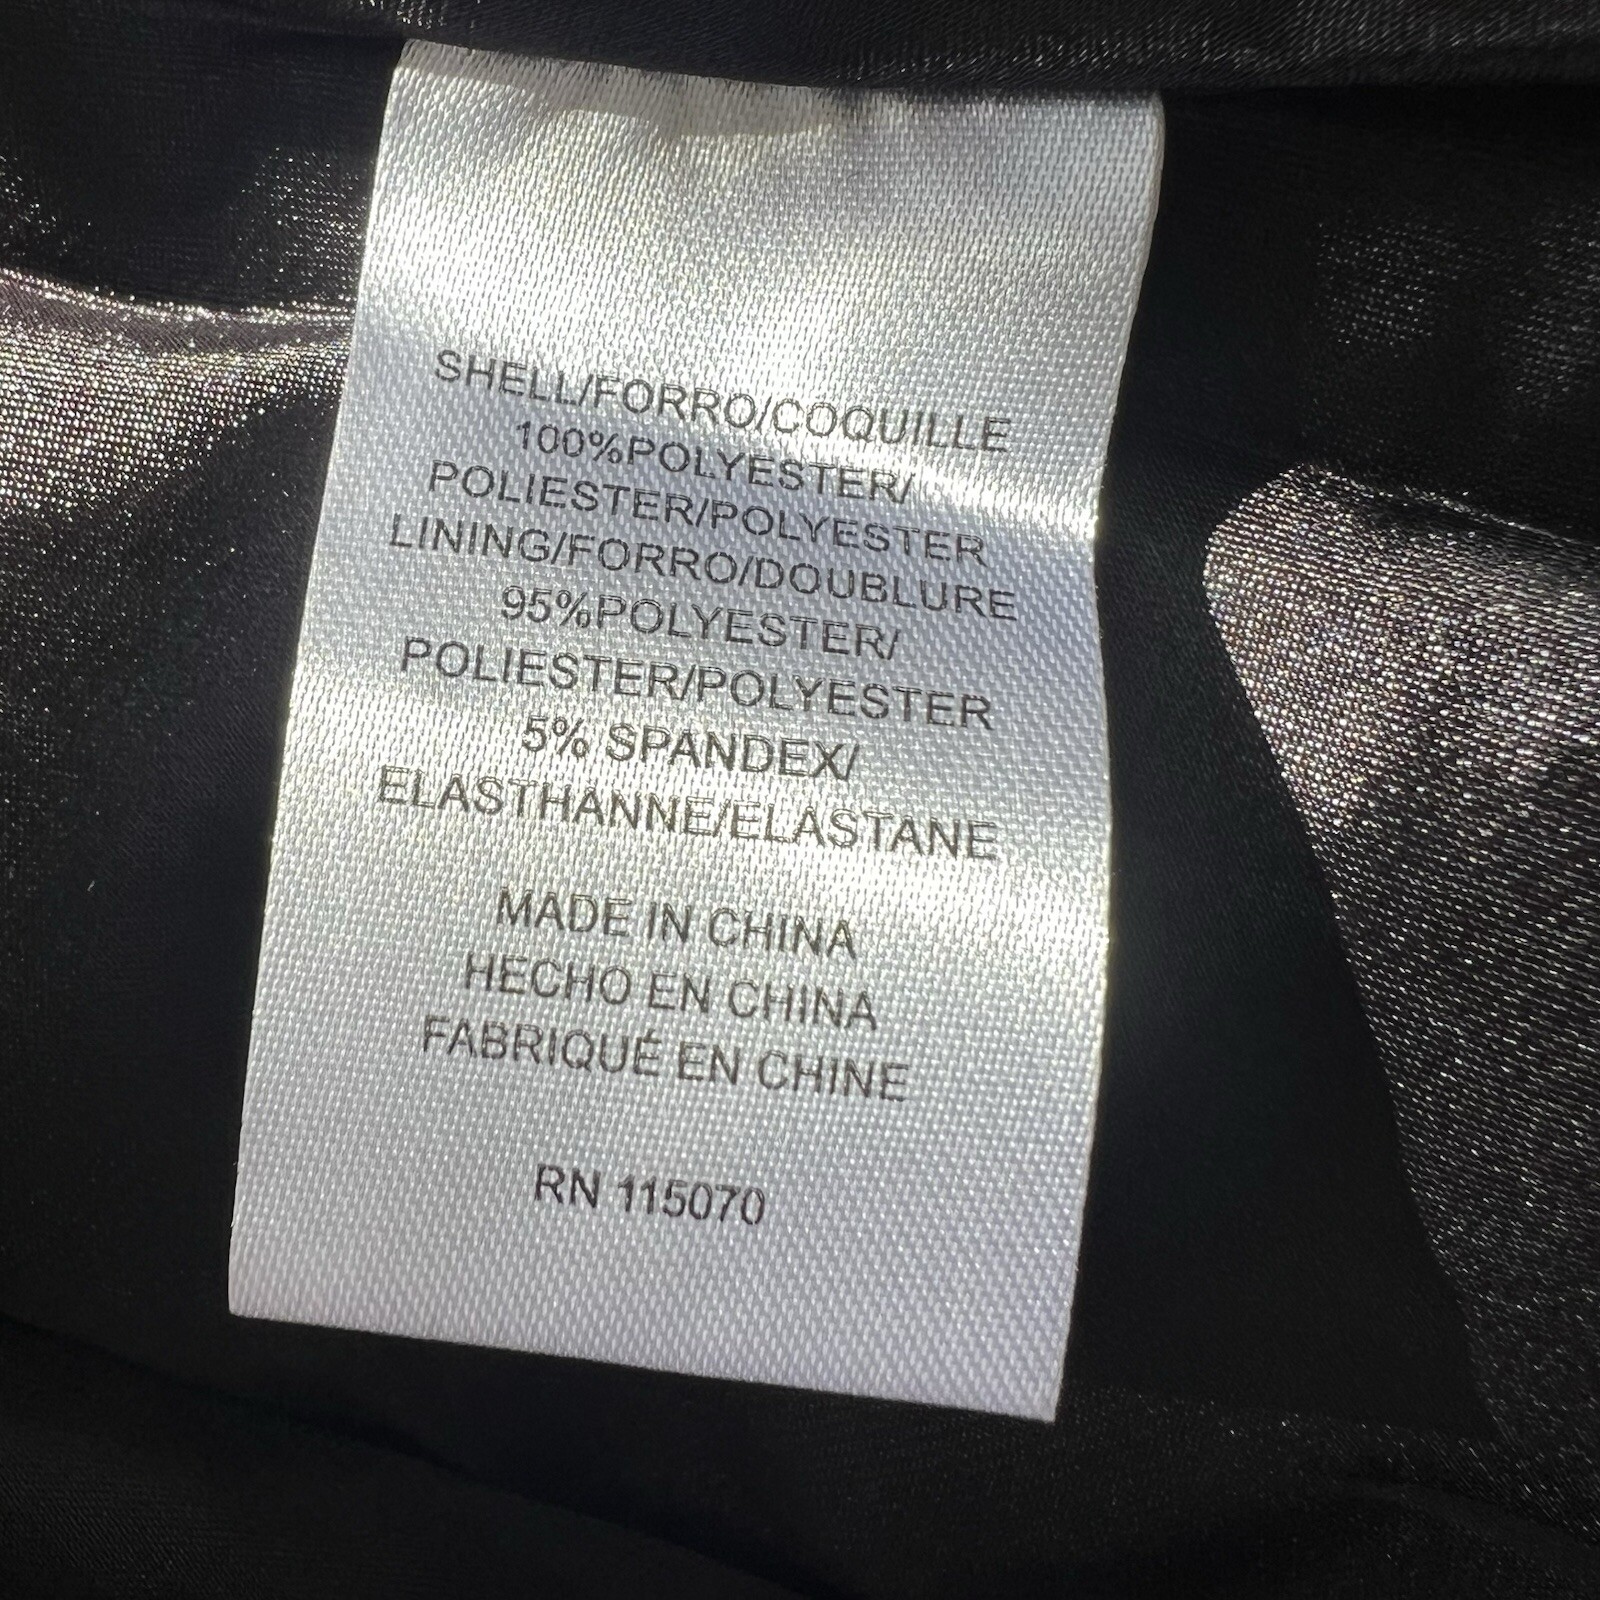 SHELL/FORRO/COQUILLE
100%POLYESTER/
POLIESTER/POLYESTER
LINING/FORRO/DOUBLURE
95%POLYESTER/
POLIESTER/POLYESTER
5% SPANDEX/
ELASTHANNE/ELASTANE
MADE IN CHINA
HECHO EN CHINA
FABRIQUÉ EN CHINE
RN 115070